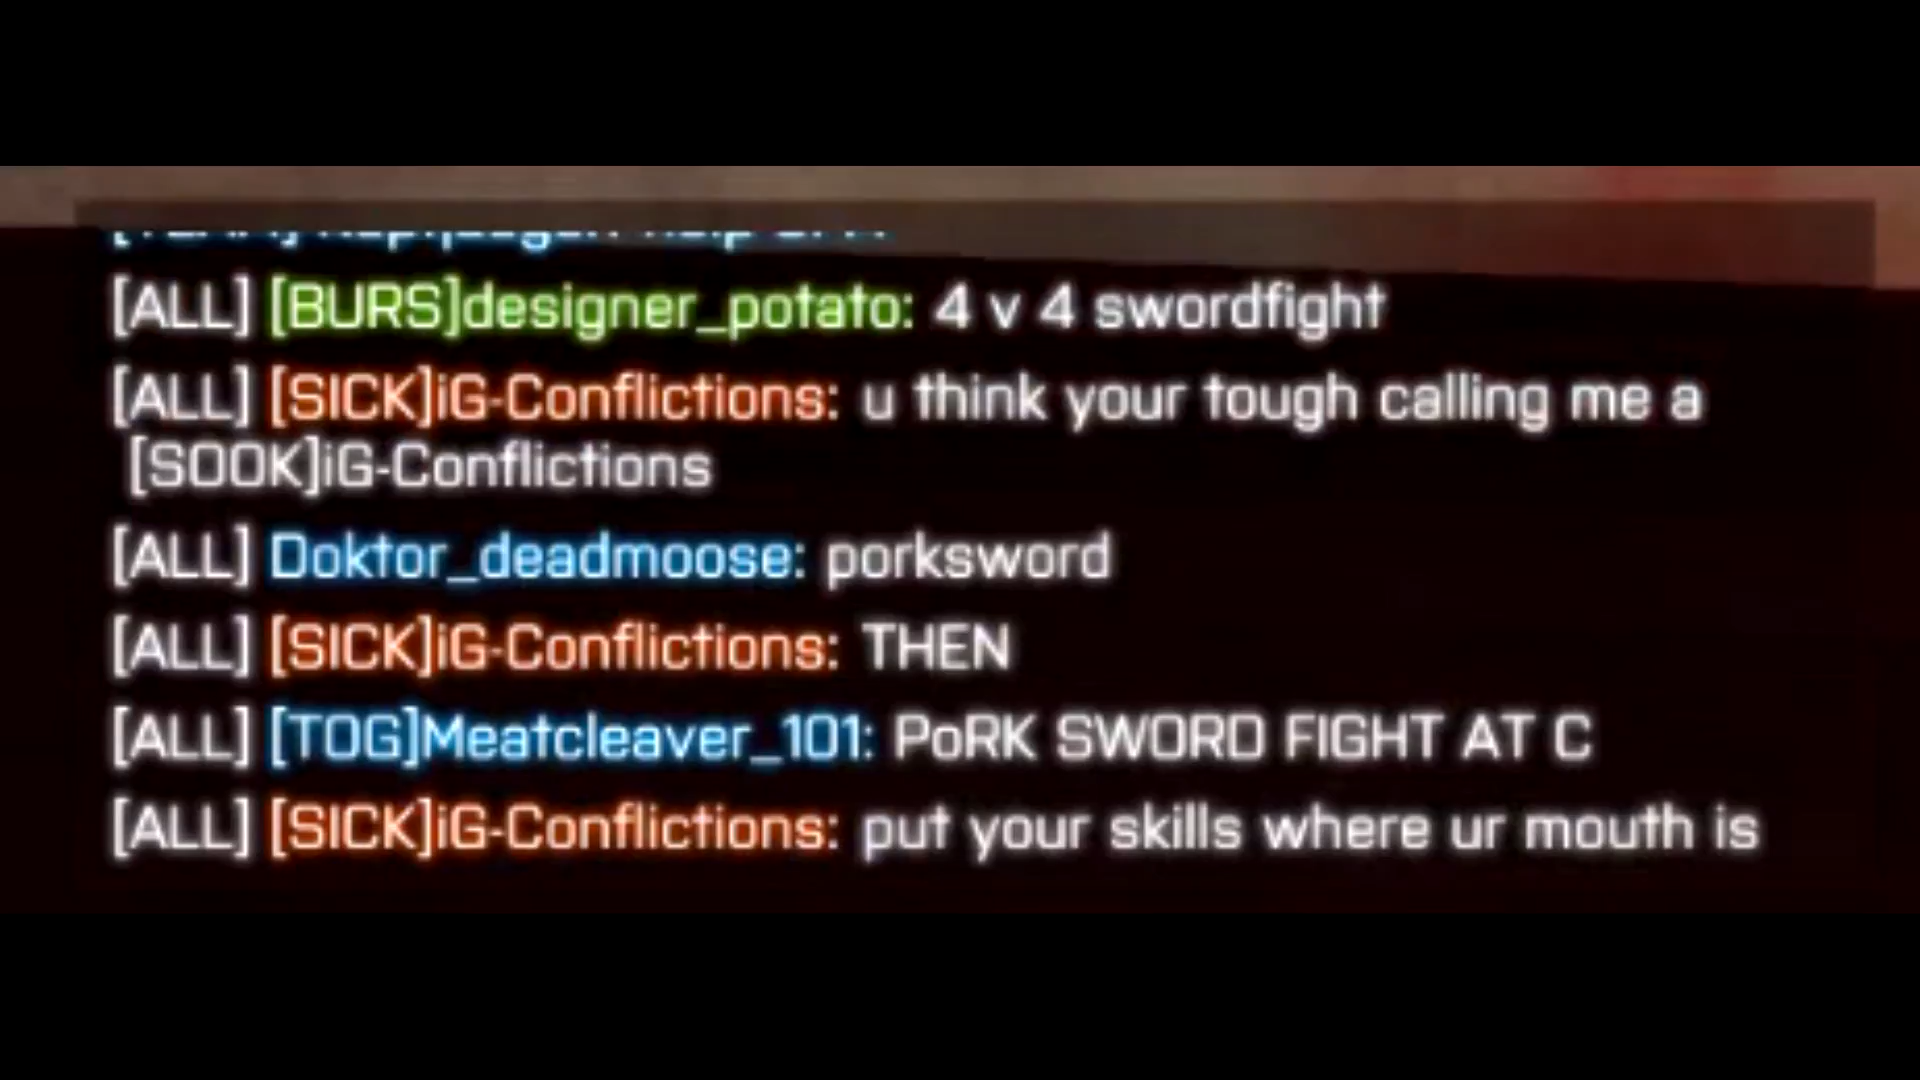 [ALL] [BURS]designer_potato: 4 v 4 swordfight
[ALL] [SICK]iG-Conflictions: u think your tough calling me a
[SOOK]iG-Conflictions
[ALL] Doktor_deadmoose: porksword
[ALL] [SICK]iG-Conflictions: THEN
[ALL] [TOG]Meatcleaver_101: PoRK SWORD FIGHT AT C
[ALL] [SICK]iG-Conflictions: put your skills where ur mouth is